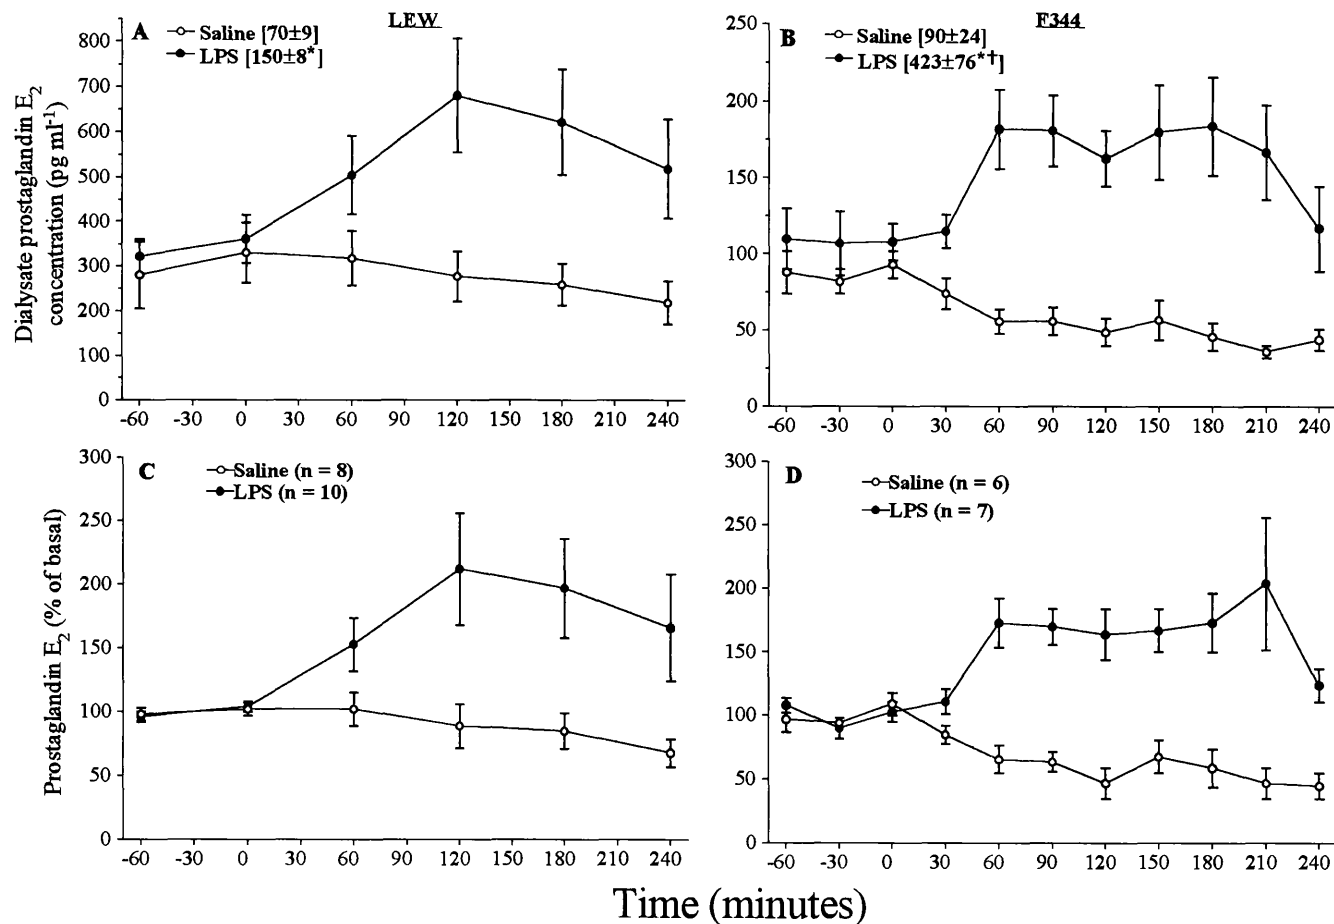 LEW
A
Saline [70±9]
LPS [150±8*]
Dialysate prostaglandin E2
concentration (pg ml-1)
800
700
600
500
400
300
200
100
0
-60 -30 0 30 60 90 120 150 180 210 240
F344
B
Saline [90±24]
LPS [423±76*†]
250
200
150
100
50
0
-60 -30 0 30 60 90 120 150 180 210 240
C
Saline (n = 8)
LPS (n = 10)
Prostaglandin E2 (% of basal)
300
250
200
150
100
50
0
-60 -30 0 30 60 90 120 150 180 210 240
D
Saline (n = 6)
LPS (n = 7)
300
250
200
150
100
50
0
-60 -30 0 30 60 90 120 150 180 210 240
Time (minutes)